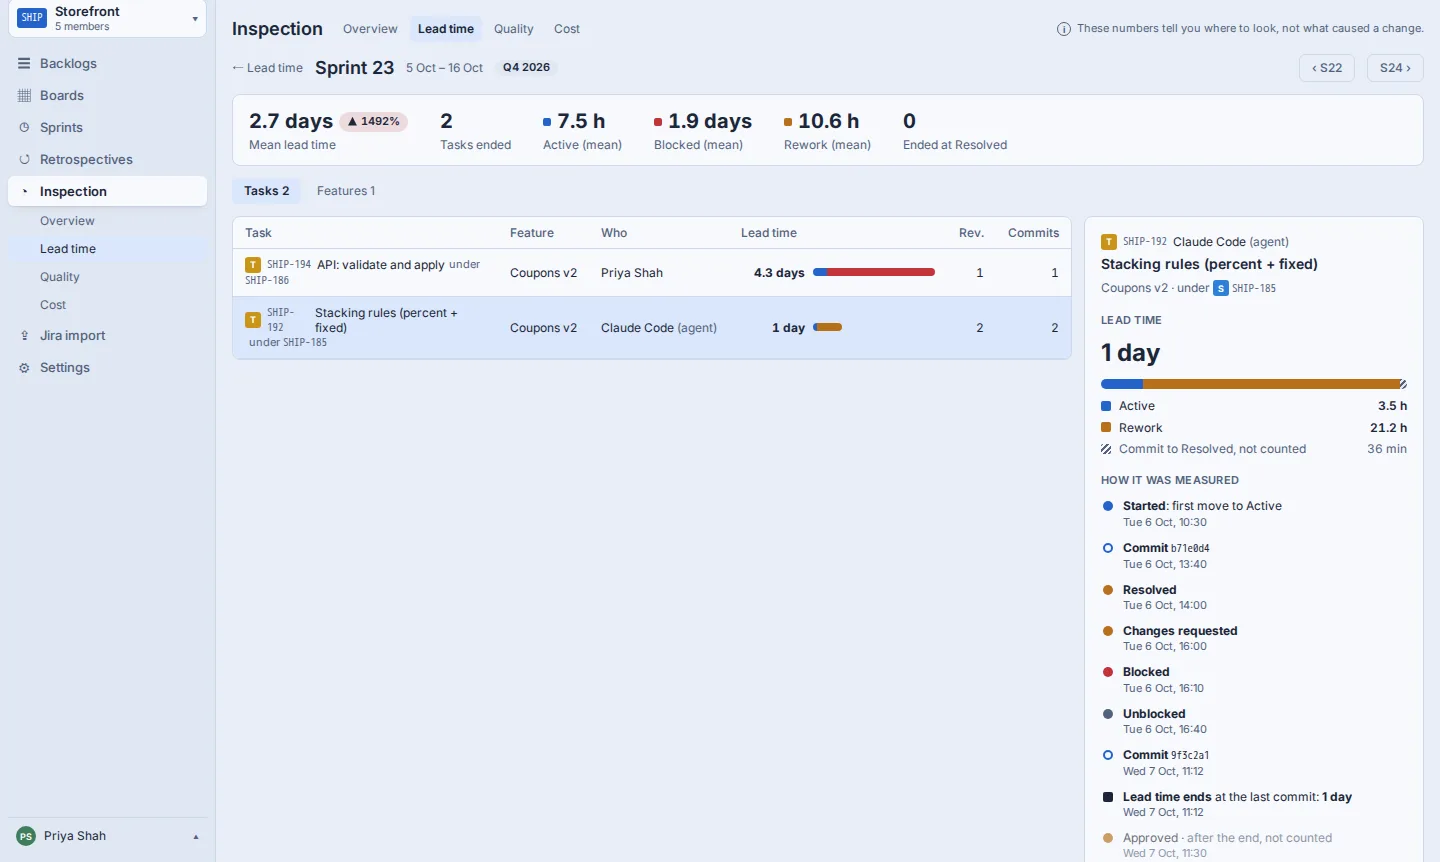 SHIP Storefront
5 members
Backlogs
Boards
Sprints
Retrospectives
Inspection
Overview
Lead time
Quality
Cost
Jira import
Settings
PS Priya Shah
Inspection Overview Lead time Quality Cost
These numbers tell you where to look, not what caused a change.
← Lead time Sprint 23 5 Oct – 16 Oct Q4 2026
‹ S22 S24 ›
2.7 days ▲ 1492%
Mean lead time
2
Tasks ended
7.5 h
Active (mean)
1.9 days
Blocked (mean)
10.6 h
Rework (mean)
0
Ended at Resolved
Tasks 2 Features 1
Task Feature Who Lead time Rev. Commits
T SHIP-194 API: validate and apply under
SHIP-186
Coupons v2 Priya Shah 4.3 days 1 1
T SHIP-
192
Stacking rules (percent +
fixed)
under SHIP-185
Coupons v2 Claude Code (agent) 1 day 2 2
T SHIP-192 Claude Code (agent)
Stacking rules (percent + fixed)
Coupons v2 · under S SHIP-185
LEAD TIME
1 day
Active 3.5 h
Rework 21.2 h
Commit to Resolved, not counted 36 min
HOW IT WAS MEASURED
Started: first move to Active
Tue 6 Oct, 10:30
Commit b71e0d4
Tue 6 Oct, 13:40
Resolved
Tue 6 Oct, 14:00
Changes requested
Tue 6 Oct, 16:00
Blocked
Tue 6 Oct, 16:10
Unblocked
Tue 6 Oct, 16:40
Commit 9f3c2a1
Wed 7 Oct, 11:12
Lead time ends at the last commit: 1 day
Wed 7 Oct, 11:12
Approved · after the end, not counted
Wed 7 Oct, 11:30